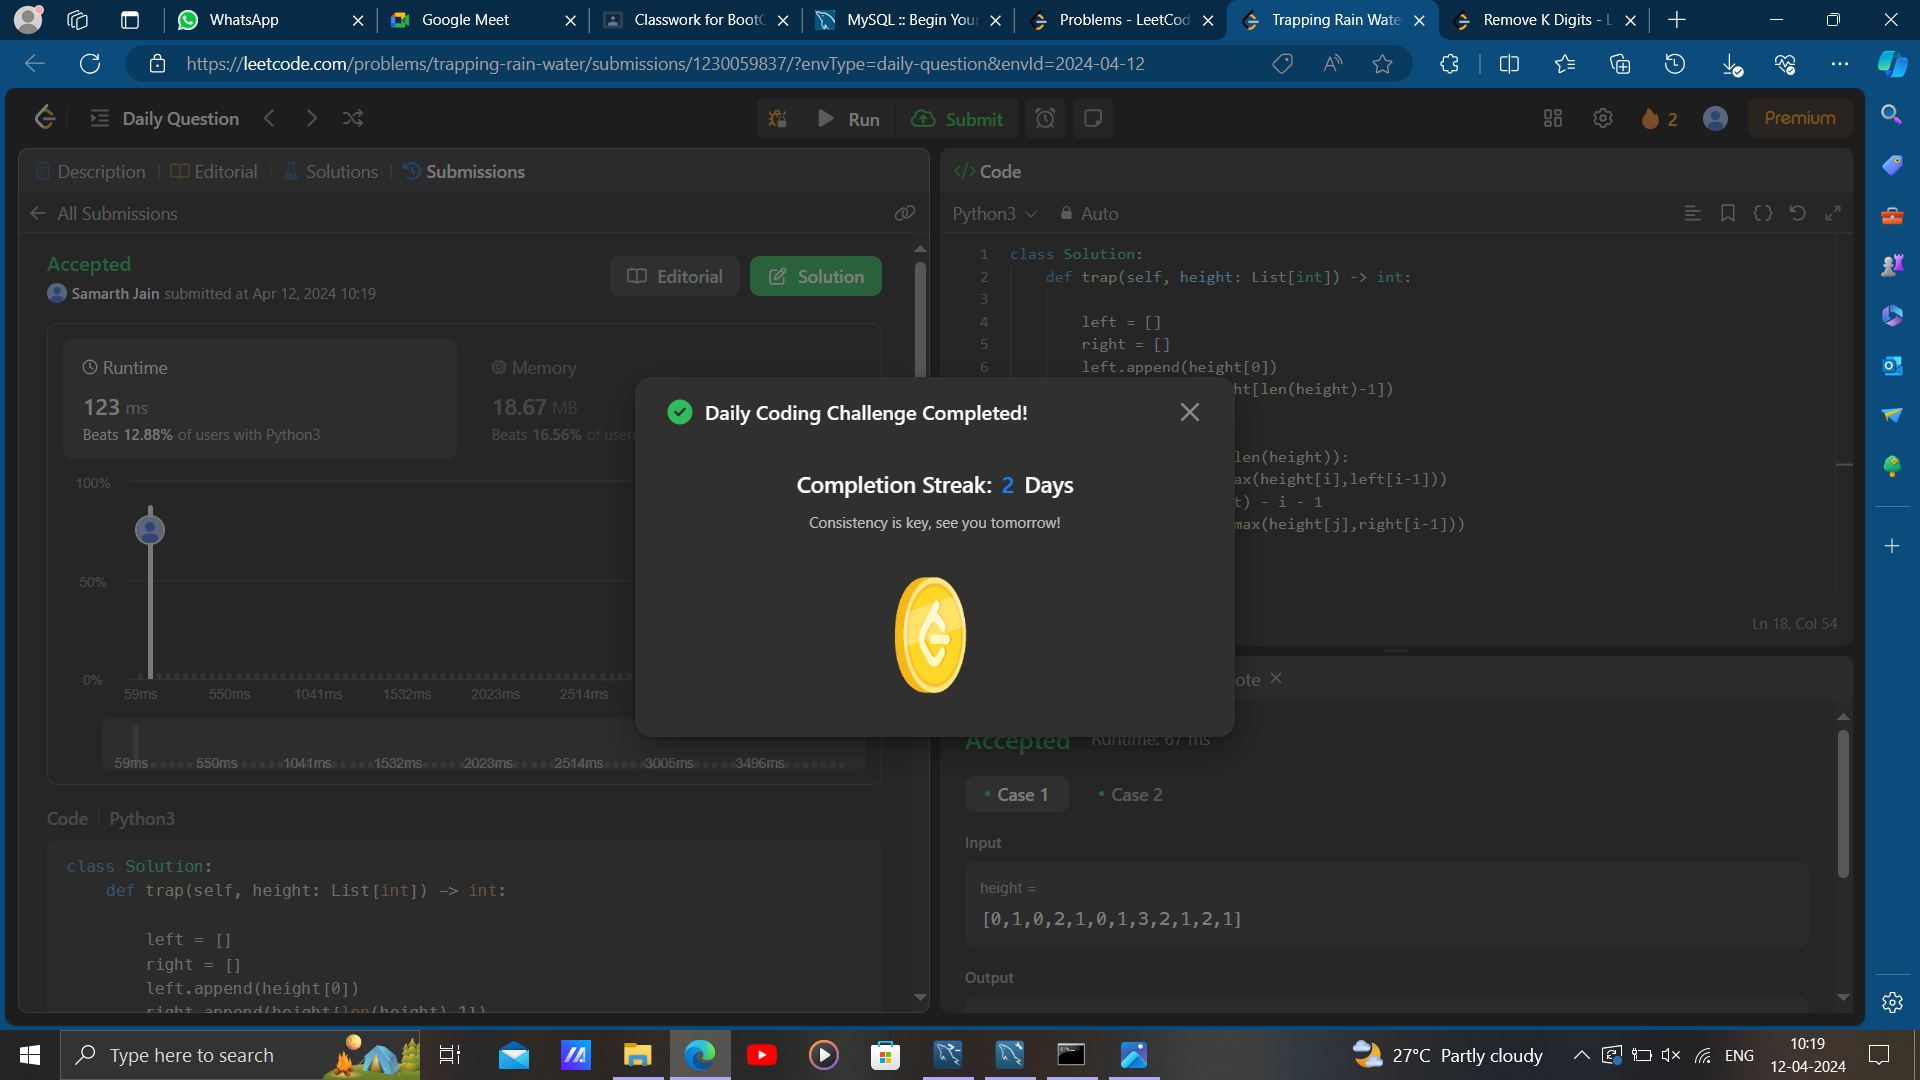 WhatsApp
Google Meet
Classwork for BootC
MySQL :: Begin Your
Problems - LeetCod
Trapping Rain Wate
Remove K Digits - L
https://leetcode.com/problems/trapping-rain-water/submissions/1230059837/?envType=daily-question&envId=2024-04-12
Daily Question
Run
Submit
2
Premium
Description
Editorial
Solutions
Submissions
All Submissions
Accepted
Samarth Jain submitted at Apr 12, 2024 10:19
Editorial
Solution
Runtime
123 ms
Beats 12.88% of users with Python3
Memory
18.67 MB
Beats 16.56% of users
100%
50%
0%
59ms 550ms 1041ms 1532ms 2023ms 2514ms
59ms 550ms 1041ms 1532ms 2023ms 2514ms 3005ms 3496ms
Code | Python3
class Solution:
def trap(self, height: List[int]) -> int:
left = []
right = []
left.append(height[0])
right.append(height[len(height)-1])
Code
Python3
Auto
1 class Solution:
2 def trap(self, height: List[int]) -> int:
3
4 left = []
5 right = []
6 left.append(height[0])
ht[len(height)-1])
len(height)):
ax(height[i],left[i-1]))
t) - i - 1
max(height[j],right[i-1]))
Ln 18, Col 54
Daily Coding Challenge Completed!
Completion Streak: 2 Days
Consistency is key, see you tomorrow!
ote
Accepted Runtime: 67 ms
Case 1
Case 2
Input
height =
[0,1,0,2,1,0,1,3,2,1,2,1]
Output
Type here to search
27°C Partly cloudy
ENG
10:19
12-04-2024